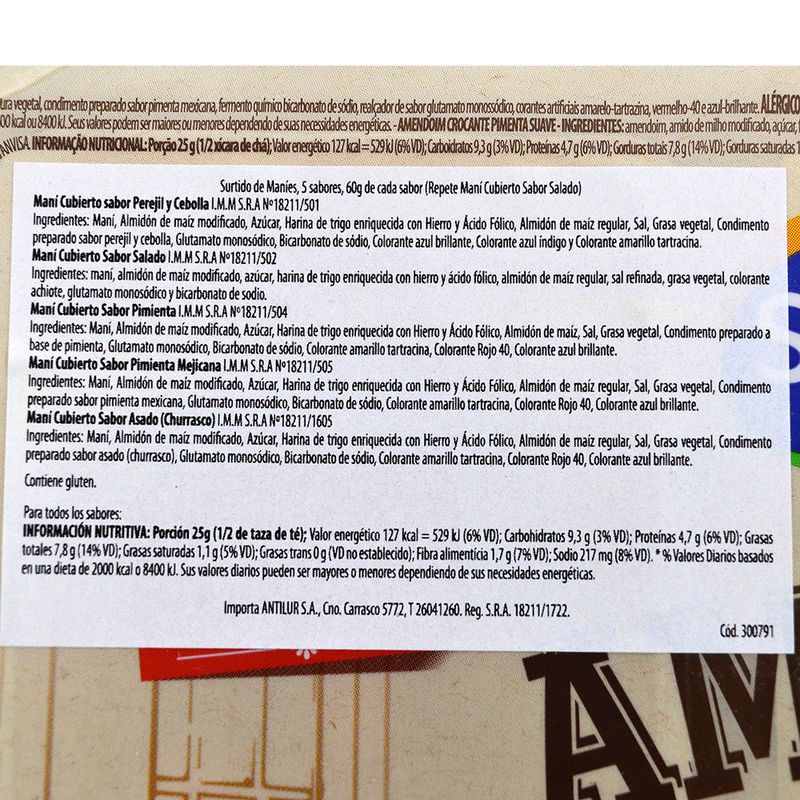 ura vegetal, condimento preparado sabor pimenta mexicana, fermento químico bicarbonato de sódio, realçador de sabor glutamato monossódico, corantes artificiais amarelo-tartrazina, vermelho-40 e azul-brilhante. ALÉRGICO
00 kcal ou 8400 kJ. Seus valores podem ser maiores ou menores dependendo de suas necessidades energéticas. - AMENDOIM CROCANTE PIMENTA SUAVE - INGREDIENTES: amendoim, amido de milho modificado, açúcar, f
ANVISA. INFORMAÇÃO NUTRICIONAL: Porção 25 g (1/2 xícara de chá); Valor energético 127 kcal = 529 kJ (6% VD); Carboidratos 9,3 g (3% VD); Proteínas 4,7 g (6% VD); Gorduras totais 7,8 g (14% VD); Gorduras saturadas 1
Surtido de Maníes, 5 sabores, 60g de cada sabor (Repete Maní Cubierto Sabor Salado)
Maní Cubierto sabor Perejil y Cebolla I.M.M S.R.A Nº18211/501
Ingredientes: Maní, Almidón de maíz modificado, Azúcar, Harina de trigo enriquecida con Hierro y Ácido Fólico, Almidón de maíz regular, Sal, Grasa vegetal, Condimento
preparado sabor perejil y cebolla, Glutamato monosódico, Bicarbonato de sódio, Colorante azul brillante, Colorante azul índigo y Colorante amarillo tartracina.
Maní Cubierto Sabor Salado I.M.M S.R.A Nº18211/502
Ingredientes: maní, almidón de maíz modificado, azúcar, harina de trigo enriquecida con hierro y ácido fólico, almidón de maíz regular, sal refinada, grasa vegetal, colorante
achiote, glutamato monosódico y bicarbonato de sodio.
Maní Cubierto Sabor Pimienta I.M.M S.R.A Nº18211/504
Ingredientes: Maní, Almidón de maíz modificado, Azúcar, Harina de trigo enriquecida con Hierro y Ácido Fólico, Almidón de maíz, Sal, Grasa vegetal, Condimento preparado a
base de pimienta, Glutamato monosódico, Bicarbonato de sódio, Colorante amarillo tartracina, Colorante Rojo 40, Colorante azul brillante.
Maní Cubierto Sabor Pimienta Mejicana I.M.M S.R.A Nº18211/505
Ingredientes: Maní, Almidón de maíz modificado, Azúcar, Harina de trigo enriquecida con Hierro y Ácido Fólico, Almidón de maíz regular, Sal, Grasa vegetal, Condimento
preparado sabor pimienta mexicana, Glutamato monosódico, Bicarbonato de sódio, Colorante amarillo tartracina, Colorante Rojo 40, Colorante azul brillante.
Maní Cubierto Sabor Asado (Churrasco) I.M.M S.R.A Nº18211/1605
Ingredientes: Maní, Almidón de maíz modificado, Azúcar, Harina de trigo enriquecida con Hierro y Ácido Fólico, Almidón de maíz regular, Sal, Grasa vegetal, Condimento
preparado sabor asado (churrasco), Glutamato monosódico, Bicarbonato de sódio, Colorante amarillo tartracina, Colorante Rojo 40, Colorante azul brillante.
Contiene gluten.
Para todos los sabores:
INFORMACIÓN NUTRITIVA: Porción 25g (1/2 de taza de té); Valor energético 127 kcal = 529 kJ (6% VD); Carbohidratos 9,3 g (3% VD); Proteínas 4,7 g (6% VD); Grasas
totales 7,8 g (14% VD); Grasas saturadas 1,1 g (5% VD); Grasas trans 0 g (VD no establecido); Fibra alimentícia 1,7 g (7% VD); Sodio 217 mg (8% VD). * % Valores Diarios basados
en una dieta de 2000 kcal o 8400 kJ. Sus valores diarios pueden ser mayores o menores dependiendo de sus necesidades energéticas.
Importa ANTILUR S.A., Cno. Carrasco 5772, T 26041260. Reg. S.R.A. 18211/1722.
Cód. 300791
S
AM